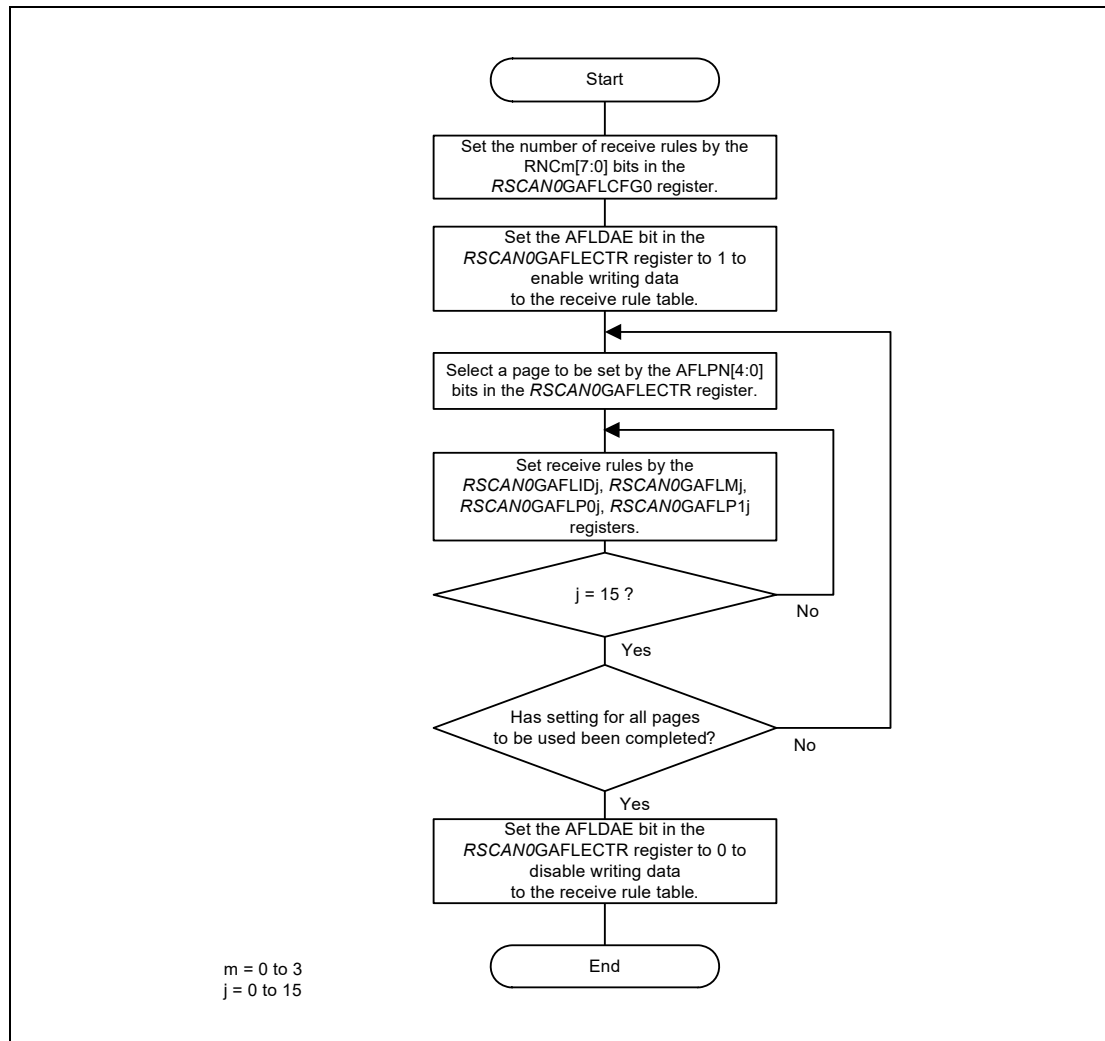 Start
Set the number of receive rules by the
RNCm[7:0] bits in the
RSCAN0GAFLCFG0 register.
Set the AFLDAE bit in the
RSCAN0GAFLECTR register to 1 to
enable writing data
to the receive rule table.
Select a page to be set by the AFLPN[4:0]
bits in the RSCAN0GAFLECTR register.
Set receive rules by the
RSCAN0GAFLIDj, RSCAN0GAFLMj,
RSCAN0GAFLP0j, RSCAN0GAFLP1j
registers.
j = 15 ?
No
Yes
Has setting for all pages
to be used been completed?
No
Yes
Set the AFLDAE bit in the
RSCAN0GAFLECTR register to 0 to
disable writing data
to the receive rule table.
End
m = 0 to 3
j = 0 to 15